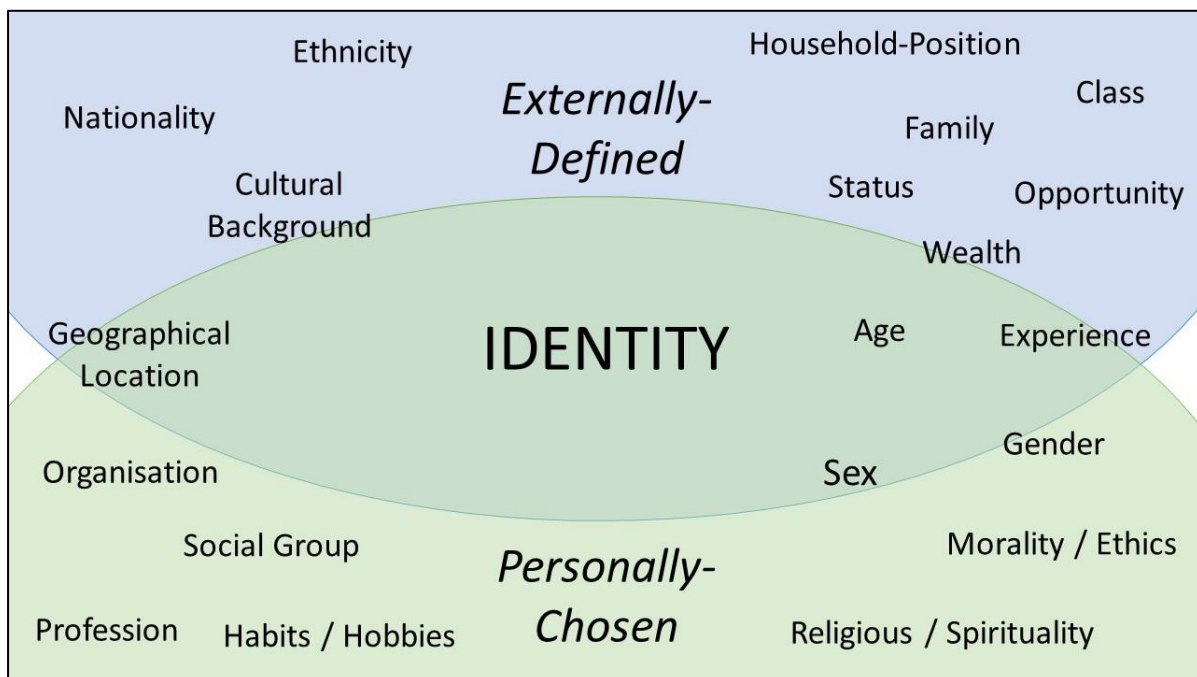 Ethnicity
Household-Position
Nationality
Externally-
Defined
Class
Family
Cultural
Background
Status
Opportunity
Wealth
Geographical
Location
IDENTITY
Age
Experience
Organisation
Sex
Gender
Social Group
Personally-
Chosen
Morality / Ethics
Profession
Habits / Hobbies
Religious / Spirituality